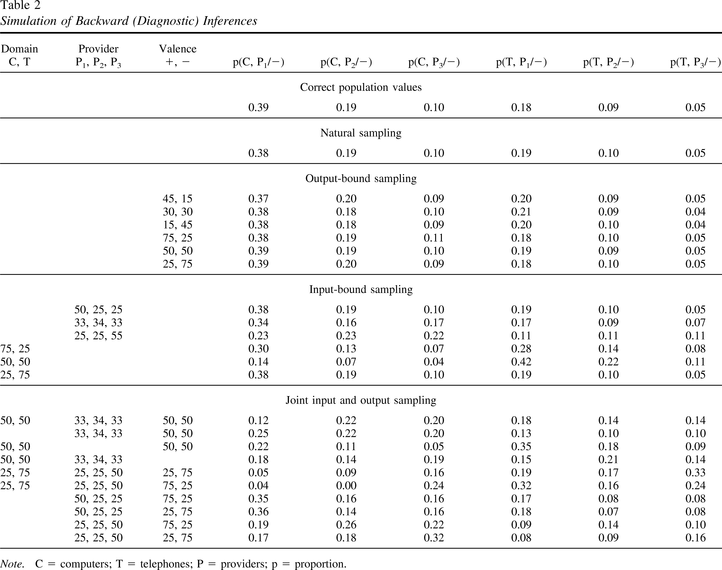 Table 2
Simulation of Backward (Diagnostic) Inferences
Domain Provider Valence
C, T P1, P2, P3 +, − p(C, P1/−) p(C, P2/−) p(C, P3/−) p(T, P1/−) p(T, P2/−) p(T, P3/−)
Correct population values
0.39 0.19 0.10 0.18 0.09 0.05
Natural sampling
0.38 0.19 0.10 0.19 0.10 0.05
Output-bound sampling
45, 15 0.37 0.20 0.09 0.20 0.09 0.05
30, 30 0.38 0.18 0.10 0.21 0.09 0.04
15, 45 0.38 0.18 0.09 0.20 0.10 0.04
75, 25 0.38 0.19 0.11 0.18 0.10 0.05
50, 50 0.39 0.19 0.10 0.19 0.09 0.05
25, 75 0.39 0.20 0.09 0.18 0.10 0.05
Input-bound sampling
50, 25, 25 0.38 0.19 0.10 0.19 0.10 0.05
33, 34, 33 0.34 0.16 0.17 0.17 0.09 0.07
25, 25, 55 0.23 0.23 0.22 0.11 0.11 0.11
75, 25 0.30 0.13 0.07 0.28 0.14 0.08
50, 50 0.14 0.07 0.04 0.42 0.22 0.11
25, 75 0.38 0.19 0.10 0.19 0.10 0.05
Joint input and output sampling
50, 50 33, 34, 33 50, 50 0.12 0.22 0.20 0.18 0.14 0.14
33, 34, 33 50, 50 0.25 0.22 0.20 0.13 0.10 0.10
50, 50 50, 50 0.22 0.11 0.05 0.35 0.18 0.09
50, 50 33, 34, 33 0.18 0.14 0.19 0.15 0.21 0.14
25, 75 25, 25, 50 25, 75 0.05 0.09 0.16 0.19 0.17 0.33
25, 75 25, 25, 50 75, 25 0.04 0.00 0.24 0.32 0.16 0.24
50, 25, 25 75, 25 0.35 0.16 0.16 0.17 0.08 0.08
50, 25, 25 25, 75 0.36 0.14 0.16 0.18 0.07 0.08
25, 25, 50 75, 25 0.19 0.26 0.22 0.09 0.14 0.10
25, 25, 50 25, 75 0.17 0.18 0.32 0.08 0.09 0.16
Note. C = computers; T = telephones; P = providers; p = proportion.